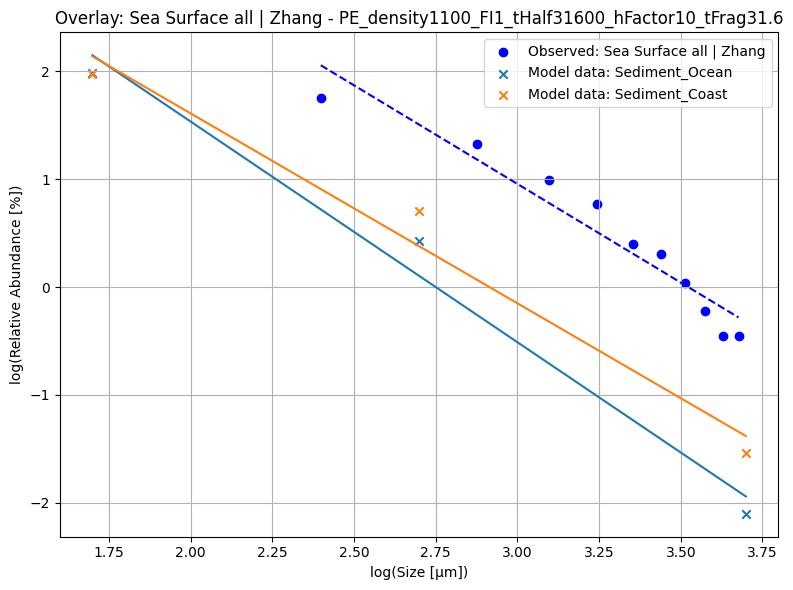 Overlay: Sea Surface all | Zhang - PE_density1100_FI1_tHalf31600_hFactor10_tFrag31.6
Observed: Sea Surface all | Zhang
Model data: Sediment_Ocean
Model data: Sediment_Coast
log(Relative Abundance [%])
2
1
0
−1
−2
1.75 2.00 2.25 2.50 2.75 3.00 3.25 3.50 3.75
log(Size [µm])